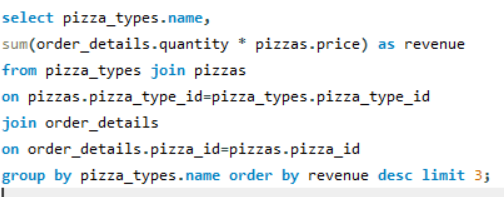 select pizza_types.name,
sum(order_details.quantity * pizzas.price) as revenue
from pizza_types join pizzas
on pizzas.pizza_type_id=pizza_types.pizza_type_id
join order_details
on order_details.pizza_id=pizzas.pizza_id
group by pizza_types.name order by revenue desc limit 3;